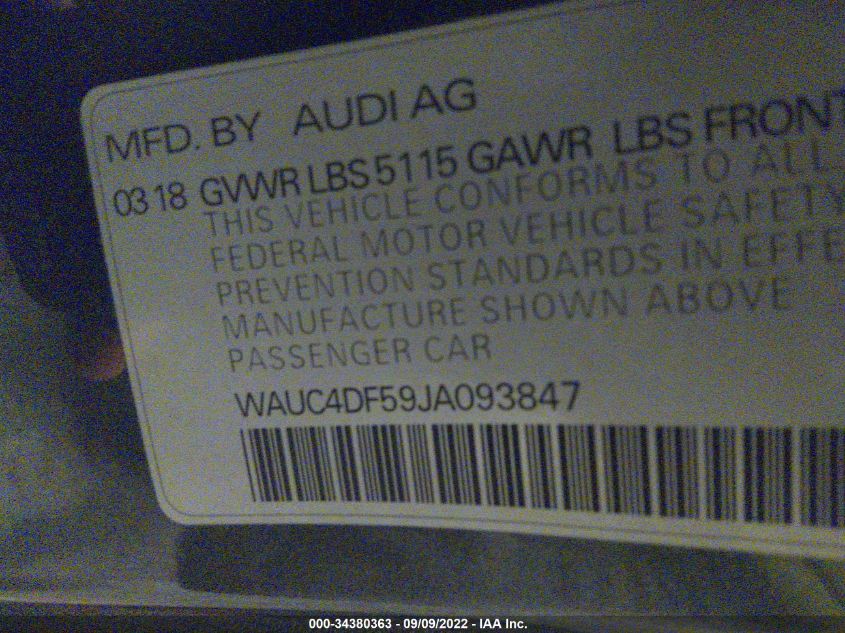 MFD. BY AUDI AG
03 18 GVWR LBS 5115 GAWR LBS FRONT
THIS VEHICLE CONFORMS TO ALL
FEDERAL MOTOR VEHICLE SAFETY
PREVENTION STANDARDS IN EFFE
MANUFACTURE SHOWN ABOVE
PASSENGER CAR
WAUC4DF59JA093847
000-34380363 - 09/09/2022 - IAA Inc.